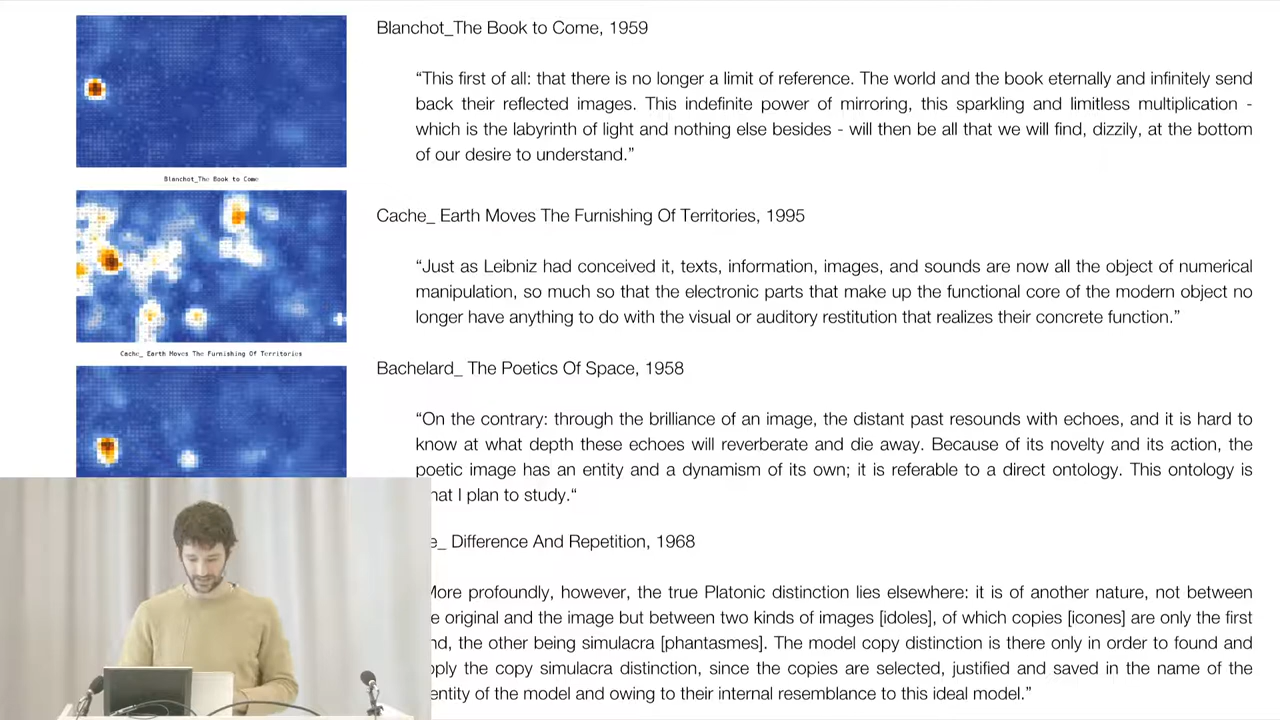 Blanchot_The Book to Come, 1959
“This first of all: that there is no longer a limit of reference. The world and the book eternally and infinitely send
back their reflected images. This indefinite power of mirroring, this sparkling and limitless multiplication -
which is the labyrinth of light and nothing else besides - will then be all that we will find, dizzily, at the bottom
of our desire to understand.”
Blanchot_The Book to Come
Cache_ Earth Moves The Furnishing Of Territories, 1995
“Just as Leibniz had conceived it, texts, information, images, and sounds are now all the object of numerical
manipulation, so much so that the electronic parts that make up the functional core of the modern object no
longer have anything to do with the visual or auditory restitution that realizes their concrete function.”
Cache_ Earth Moves The Furnishing Of Territories
Bachelard_ The Poetics Of Space, 1958
“On the contrary: through the brilliance of an image, the distant past resounds with echoes, and it is hard to
know at what depth these echoes will reverberate and die away. Because of its novelty and its action, the
poetic image has an entity and a dynamism of its own; it is referable to a direct ontology. This ontology is
hat I plan to study.“
e_ Difference And Repetition, 1968
More profoundly, however, the true Platonic distinction lies elsewhere: it is of another nature, not between
e original and the image but between two kinds of images [idoles], of which copies [icones] are only the first
nd, the other being simulacra [phantasmes]. The model copy distinction is there only in order to found and
pply the copy simulacra distinction, since the copies are selected, justified and saved in the name of the
entity of the model and owing to their internal resemblance to this ideal model.”